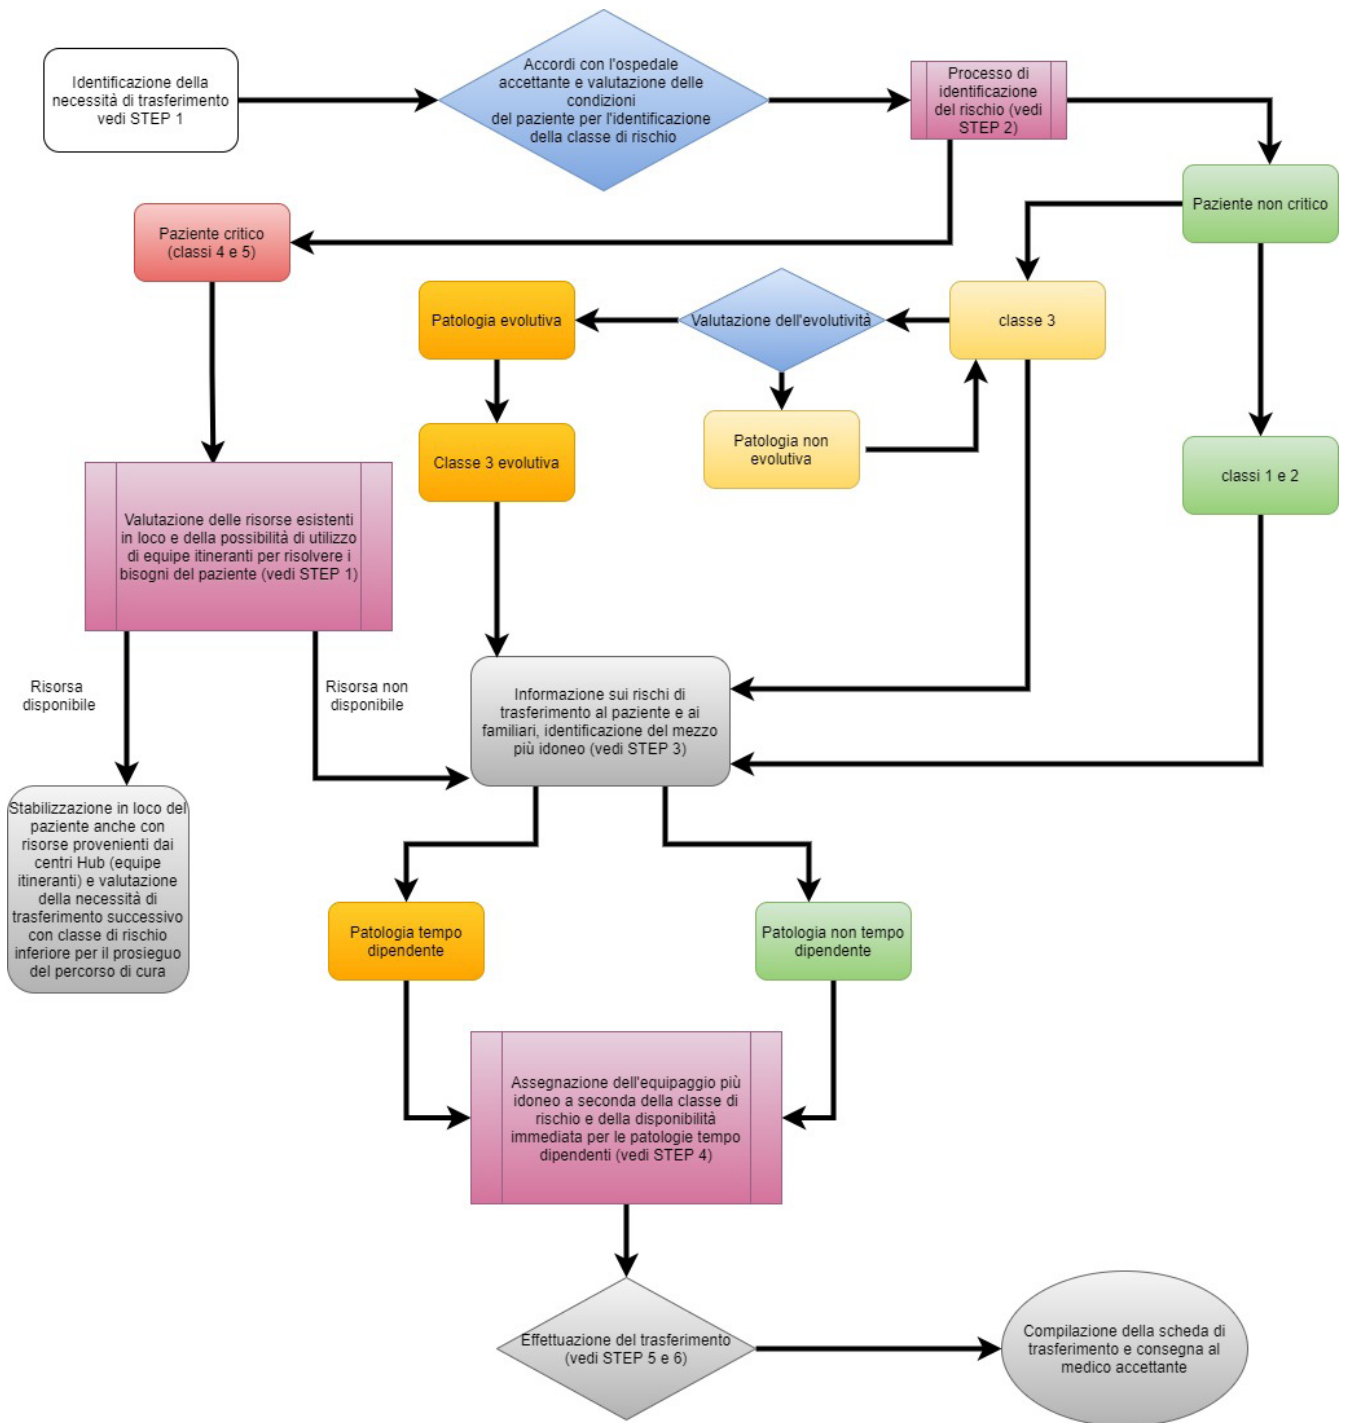 Identificazione della
necessità di trasferimento
vedi STEP 1
Accordi con l'ospedale
accettante e valutazione delle
condizioni
del paziente per l'identificazione
della classe di rischio
Processo di
identificazione
del rischio (vedi
STEP 2)
Paziente non critico
Paziente critico
(classi 4 e 5)
Patologia evolutiva
Valutazione dell'evolutività
classe 3
Patologia non
evolutiva
Classe 3 evolutiva
classi 1 e 2
Valutazione delle risorse esistenti
in loco e della possibilità di utilizzo
di equipe itineranti per risolvere i
bisogni del paziente (vedi STEP 1)
Risorsa
disponibile
Risorsa non
disponibile
Informazione sui rischi di
trasferimento al paziente e ai
familiari, identificazione del mezzo
più idoneo (vedi STEP 3)
Stabilizzazione in loco del
paziente anche con
risorse provenienti dai
centri Hub (equipe
itineranti) e valutazione
della necessità di
trasferimento successivo
con classe di rischio
inferiore per il prosieguo
del percorso di cura
Patologia tempo
dipendente
Patologia non tempo
dipendente
Assegnazione dell'equipaggio più
idoneo a seconda della classe di
rischio e della disponibilità
immediata per le patologie tempo
dipendenti (vedi STEP 4)
Effettuazione del trasferimento
(vedi STEP 5 e 6)
Compilazione della scheda di
trasferimento e consegna al
medico accettante